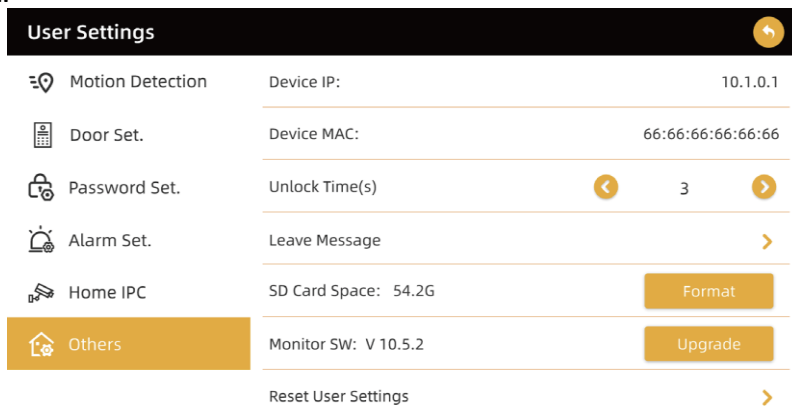 User Settings
Motion Detection
Door Set.
Password Set.
Alarm Set.
Home IPC
Others
Device IP: 10.1.0.1
Device MAC: 66:66:66:66:66:66
Unlock Time(s) 3
Leave Message
SD Card Space: 54.2G Format
Monitor SW: V 10.5.2 Upgrade
Reset User Settings